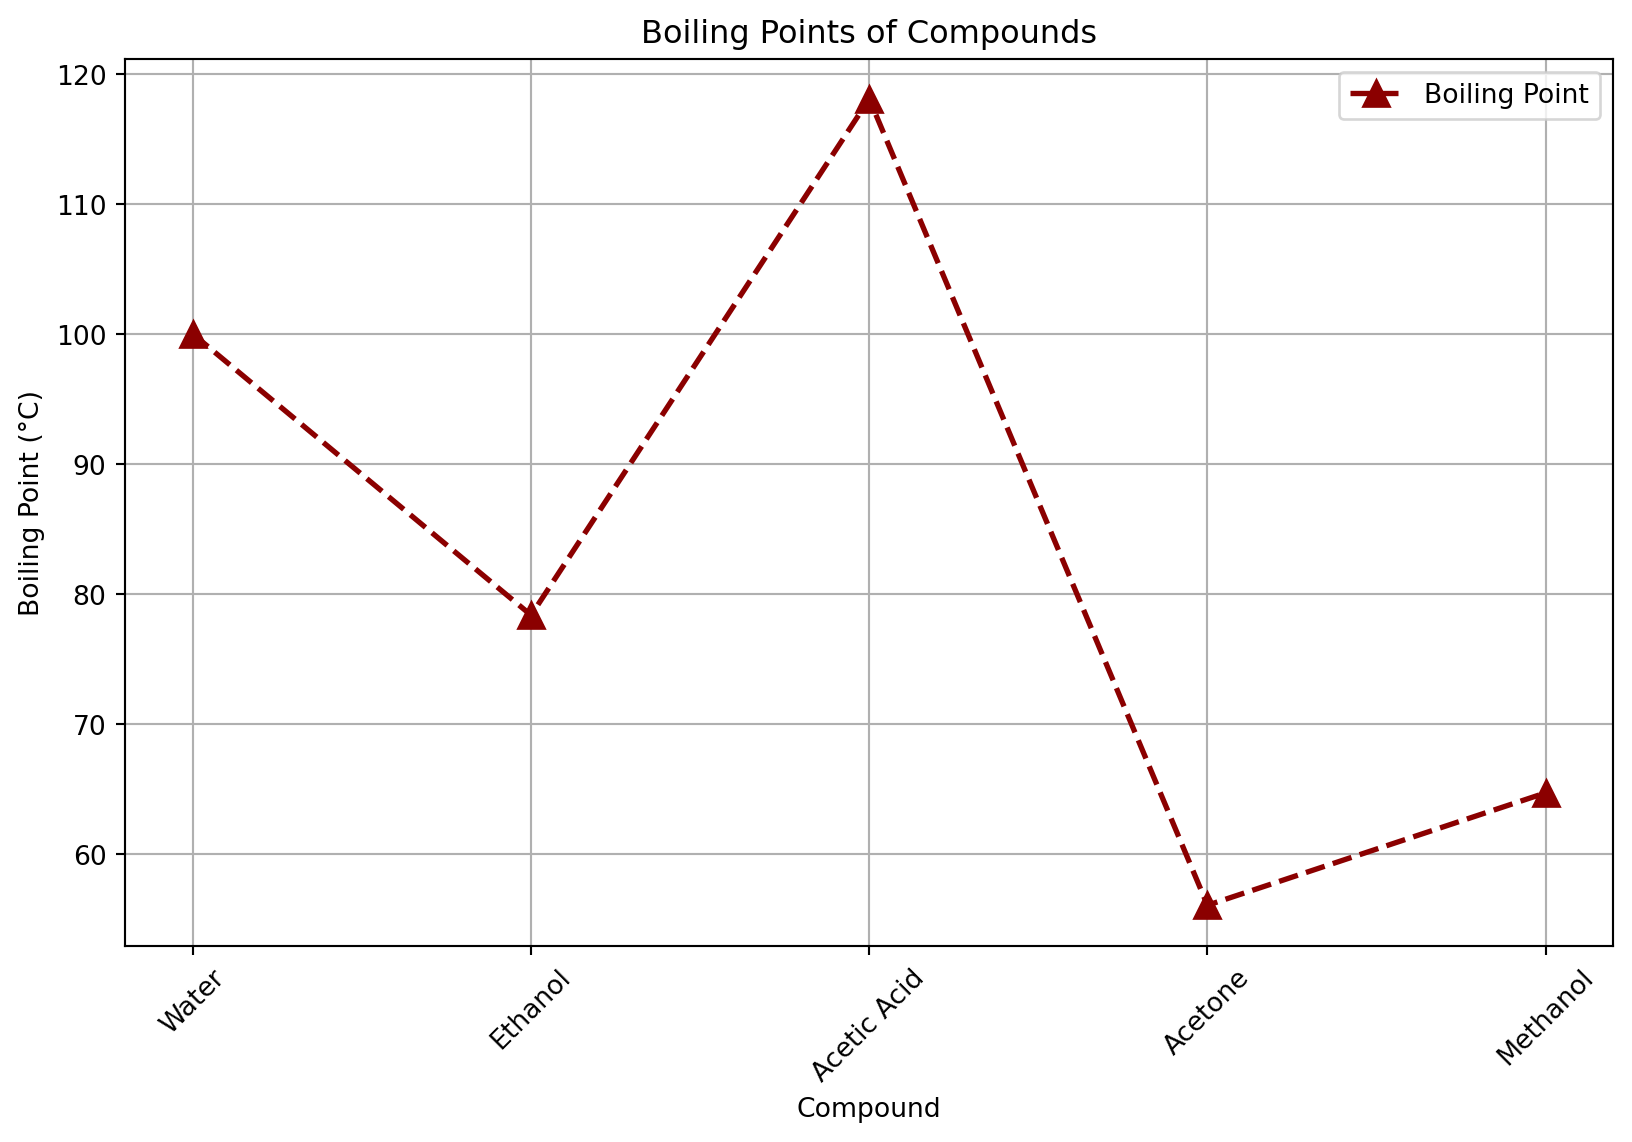 Boiling Points of Compounds
Boiling Point
120
110
100
90
80
70
60
Boiling Point (°C)
Water
Ethanol
Acetic Acid
Acetone
Methanol
Compound